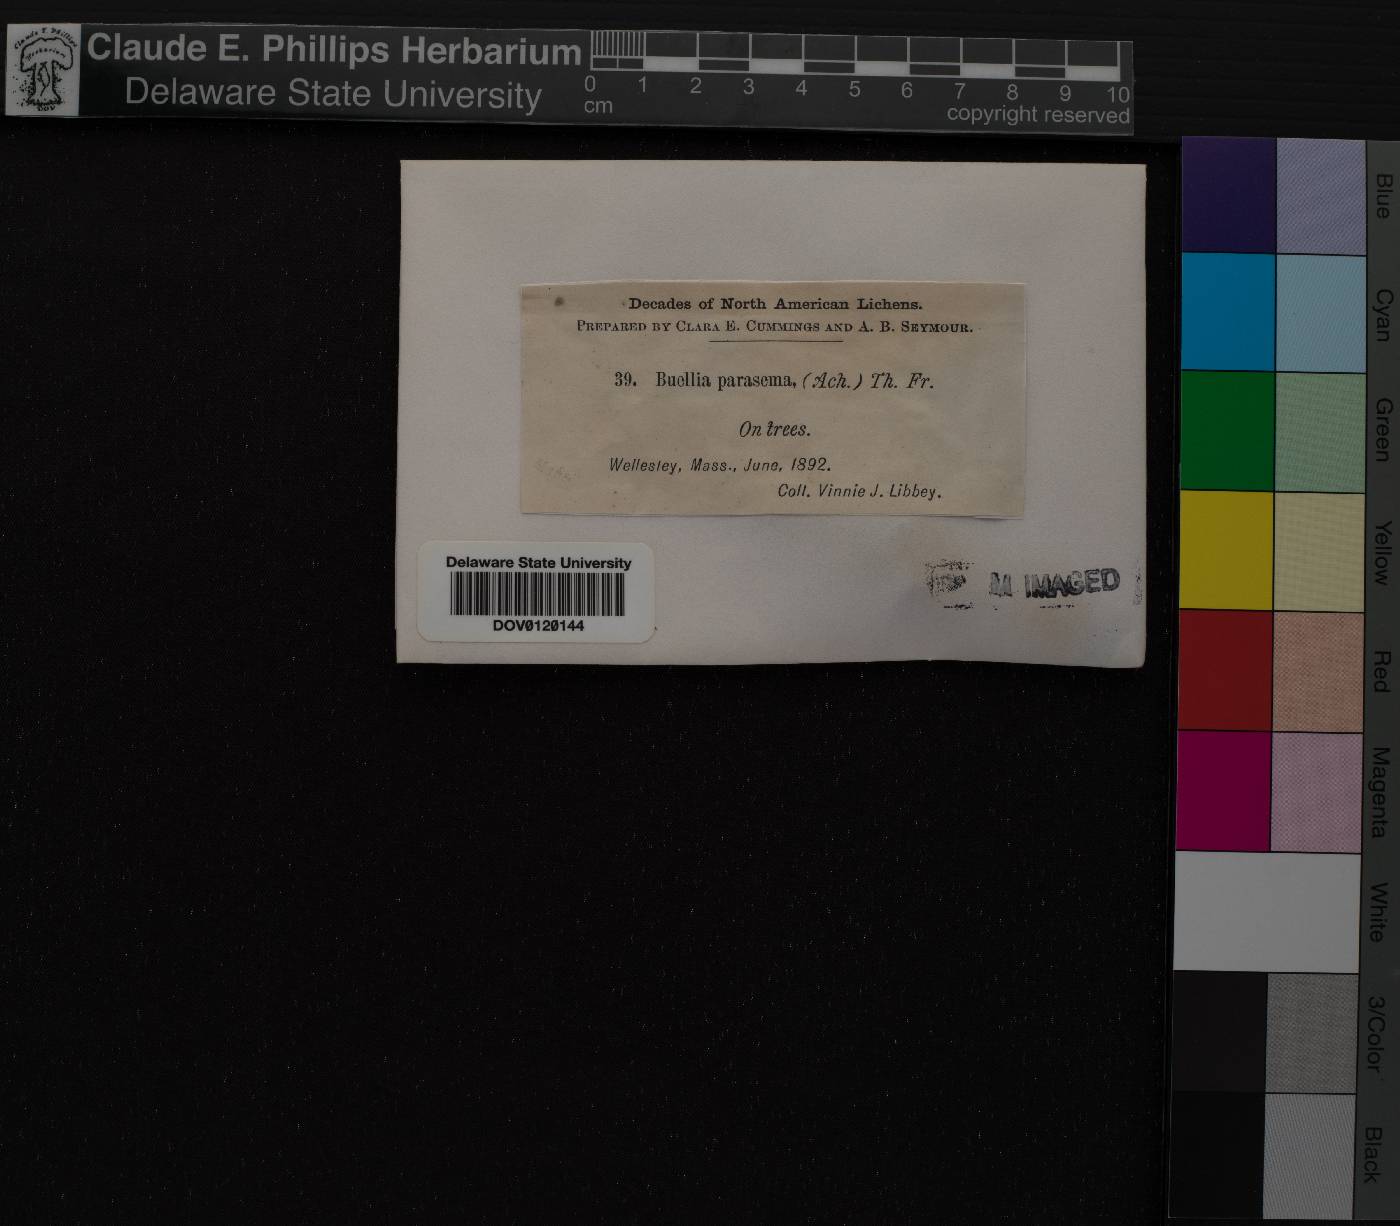 Claude E. Phillips Herbarium
Delaware State University
0 1 2 3 4 5 6 7 8 9 10
cm
copyright reserved
Decades of North American Lichens.
Prepared by Clara E. Cummings and A. B. Seymour.
39. Buellia parasema, (Ach.) Th. Fr.
On trees.
Wellesley, Mass., June, 1892.
Coll. Vinnie J. Libbey.
Delaware State University
DOV0120144
IMAGED
Blue
Cyan
Green
Yellow
Red
Magenta
White
3/Color
Black